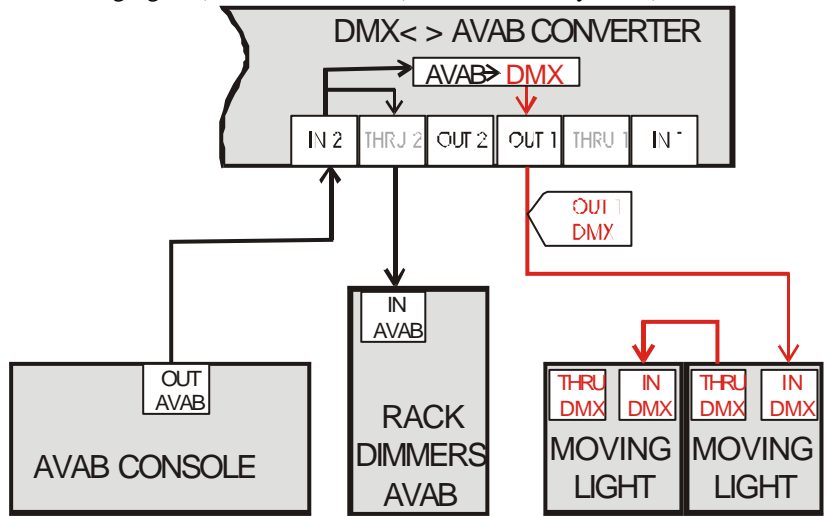 DMX< > AVAB CONVERTER
AVAB DMX
IN 2
THRU 2
OUT 2
OUT 1
THRU 1
IN 1
OUT 1
DMX
IN
AVAB
OUT
AVAB
AVAB CONSOLE
RACK
DIMMERS
AVAB
THRU
DMX
IN
DMX
THRU
DMX
IN
DMX
MOVING
LIGHT
MOVING
LIGHT